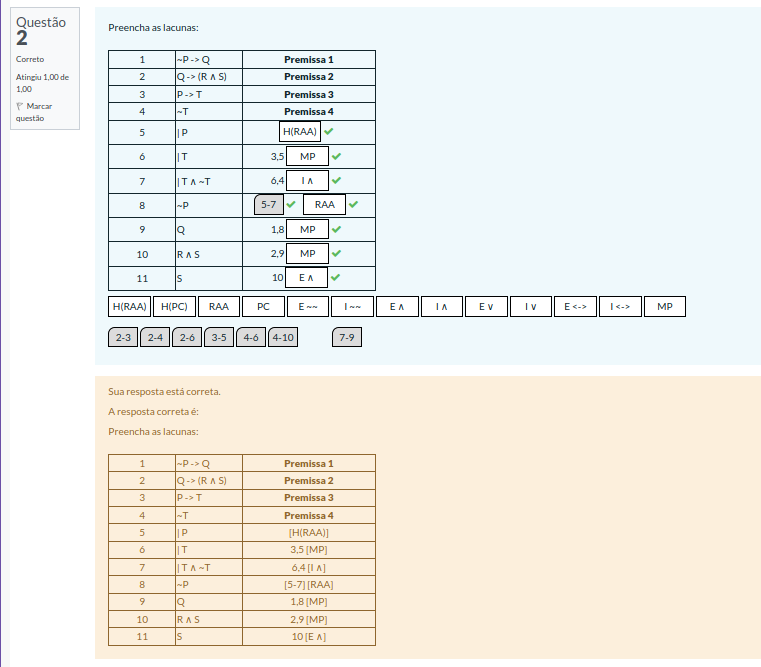 Questão
2
Correto
Atingiu 1,00 de
1,00
Marcar
questão
Preencha as lacunas:
1 ~P -> Q Premissa 1
2 Q -> (R ∧ S) Premissa 2
3 P -> T Premissa 3
4 ~T Premissa 4
5 | P H(RAA)
6 | T 3,5 MP
7 | T ∧ ~T 6,4 I ∧
8 ~P 5-7 RAA
9 Q 1,8 MP
10 R ∧ S 2,9 MP
11 S 10 E ∧
H(RAA) H(PC) RAA PC E ~~ I ~~ E ∧ I ∧ E ∨ I ∨ E <-> I <-> MP
2-3 2-4 2-6 3-5 4-6 4-10 7-9
Sua resposta está correta.
A resposta correta é:
Preencha as lacunas:
1 ~P -> Q Premissa 1
2 Q -> (R ∧ S) Premissa 2
3 P -> T Premissa 3
4 ~T Premissa 4
5 | P [H(RAA)]
6 | T 3,5 [MP]
7 | T ∧ ~T 6,4 [I ∧]
8 ~P [5-7] [RAA]
9 Q 1,8 [MP]
10 R ∧ S 2,9 [MP]
11 S 10 [E ∧]